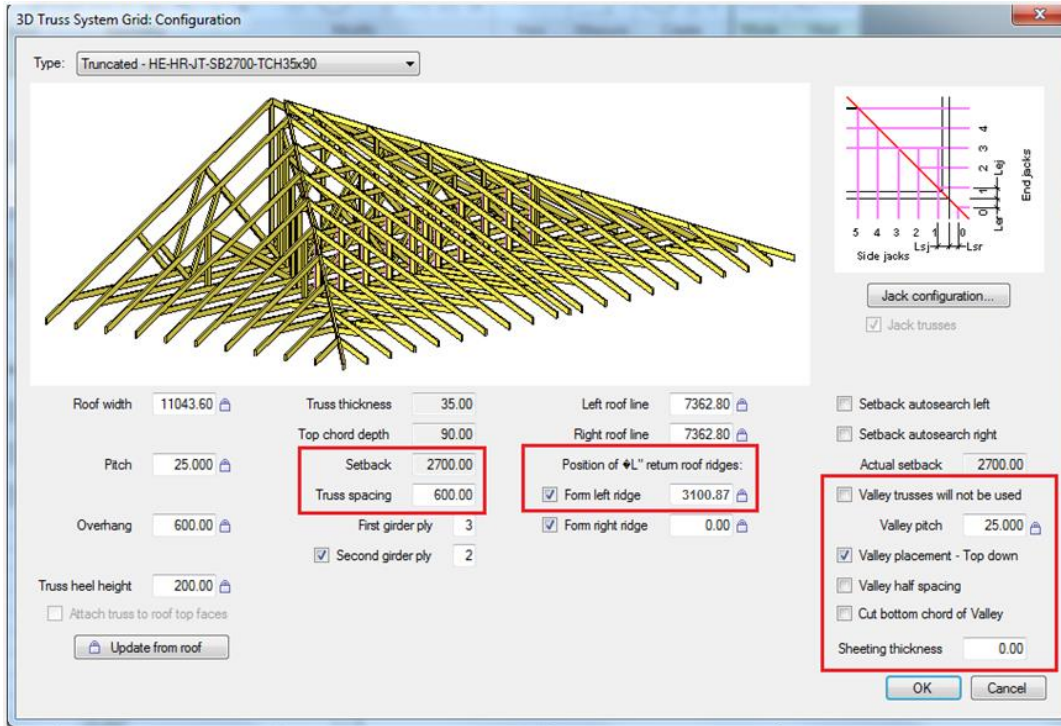 3D Truss System Grid: Configuration
Type: Truncated - HE-HR-JT-SB2700-TCH35x90
4
3
2
1
0
Lej
Ler
End jacks
5 4 3 2 1 0
Lsj Lsr
Side jacks
Jack configuration...
Jack trusses
Roof width 11043.60
Pitch 25.000
Overhang 600.00
Truss heel height 200.00
Attach truss to roof top faces
Update from roof
Truss thickness 35.00
Top chord depth 90.00
Setback 2700.00
Truss spacing 600.00
First girder ply 3
Second girder ply 2
Left roof line 7362.80
Right roof line 7362.80
Position of �L" return roof ridges:
Form left ridge 3100.87
Form right ridge 0.00
Setback autosearch left
Setback autosearch right
Actual setback 2700.00
Valley trusses will not be used
Valley pitch 25.000
Valley placement - Top down
Valley half spacing
Cut bottom chord of Valley
Sheeting thickness 0.00
OK Cancel